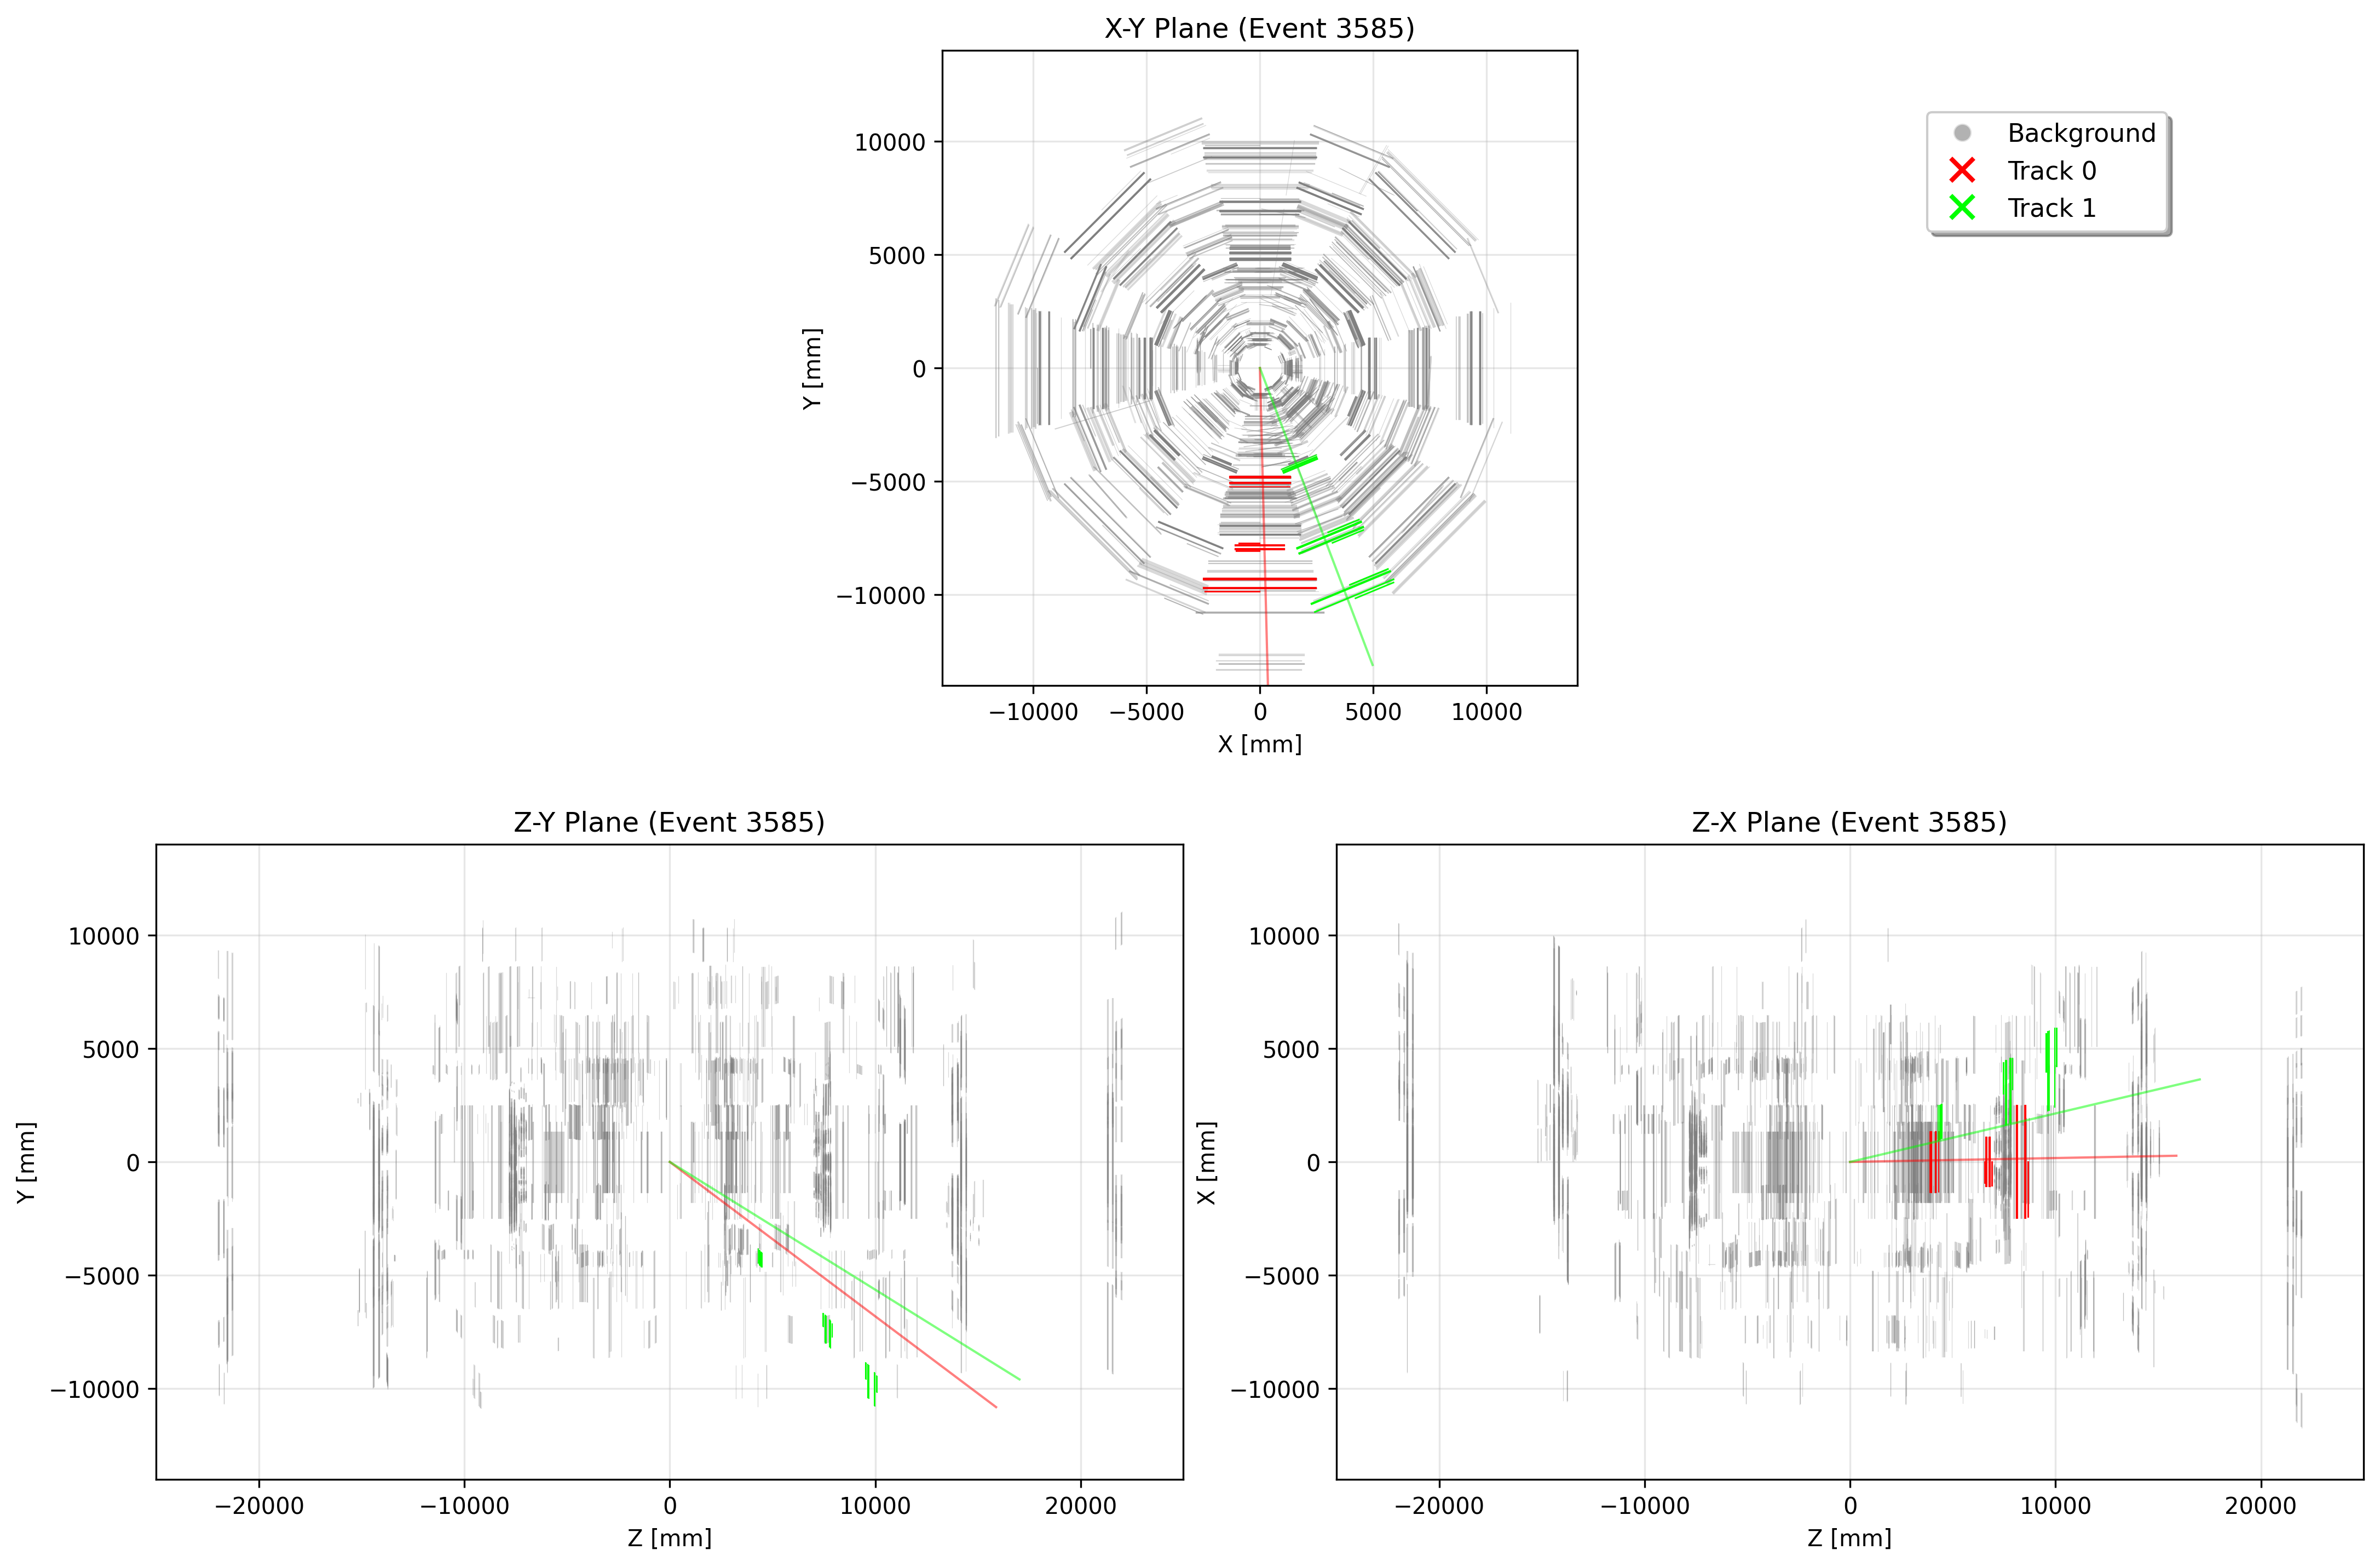 X-Y Plane (Event 3585)
10000
5000
0
−5000
−10000
Y [mm]
−10000 −5000 0 5000 10000
X [mm]
Background
Track 0
Track 1
Z-Y Plane (Event 3585)
10000
5000
0
−5000
−10000
Y [mm]
−20000 −10000 0 10000 20000
Z [mm]
Z-X Plane (Event 3585)
10000
5000
0
−5000
−10000
X [mm]
−20000 −10000 0 10000 20000
Z [mm]